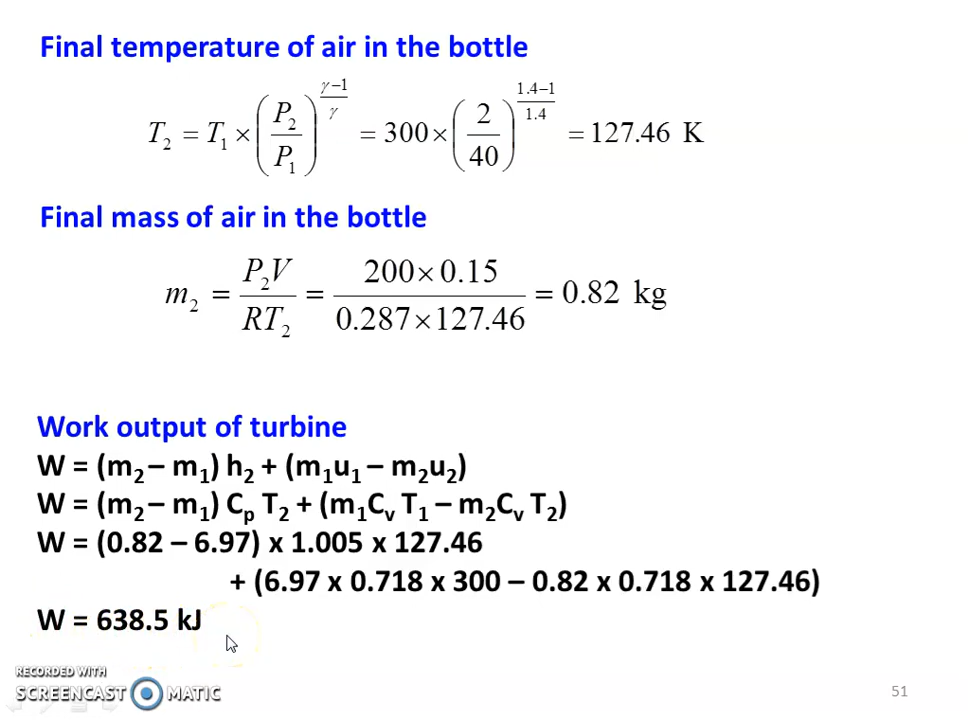 Final temperature of air in the bottle
T₂ = T₁ × (P₂/P₁)^((γ−1)/γ) = 300 × (2/40)^((1.4−1)/1.4) = 127.46 K
Final mass of air in the bottle
m₂ = P₂V/RT₂ = (200×0.15)/(0.287×127.46) = 0.82 kg
Work output of turbine
W = (m₂ – m₁) h₂ + (m₁u₁ – m₂u₂)
W = (m₂ – m₁) Cₚ T₂ + (m₁Cᵥ T₁ – m₂Cᵥ T₂)
W = (0.82 – 6.97) x 1.005 x 127.46
+ (6.97 x 0.718 x 300 – 0.82 x 0.718 x 127.46)
W = 638.5 kJ
RECORDED WITH
SCREENCAST MATIC
51